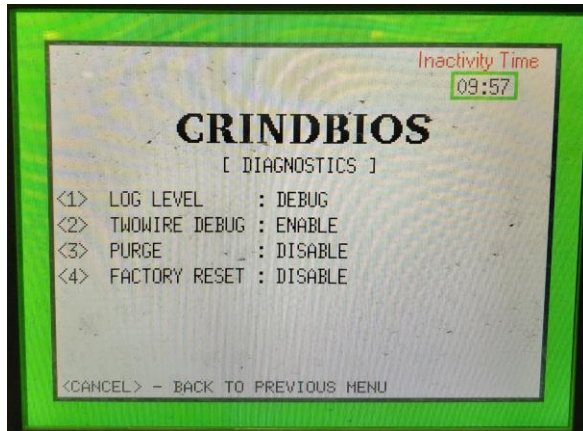 Inactivity Time
09:57
CRINDBIOS
[ DIAGNOSTICS ]
<1> LOG LEVEL : DEBUG
<2> TWOWIRE DEBUG : ENABLE
<3> PURGE : DISABLE
<4> FACTORY RESET : DISABLE
<CANCEL> - BACK TO PREVIOUS MENU